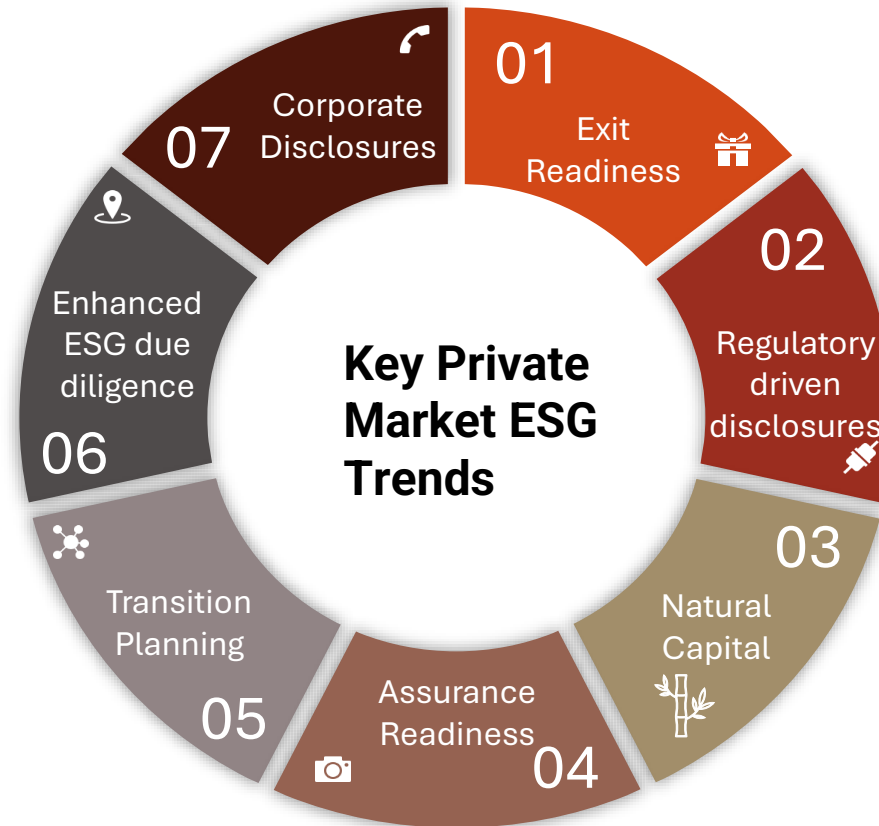 Key Private
Market ESG
Trends
01
Exit
Readiness
02
Regulatory
driven
disclosures
03
Natural
Capital
Assurance
Readiness
04
Transition
Planning
05
Enhanced
ESG due
diligence
06
07
Corporate
Disclosures